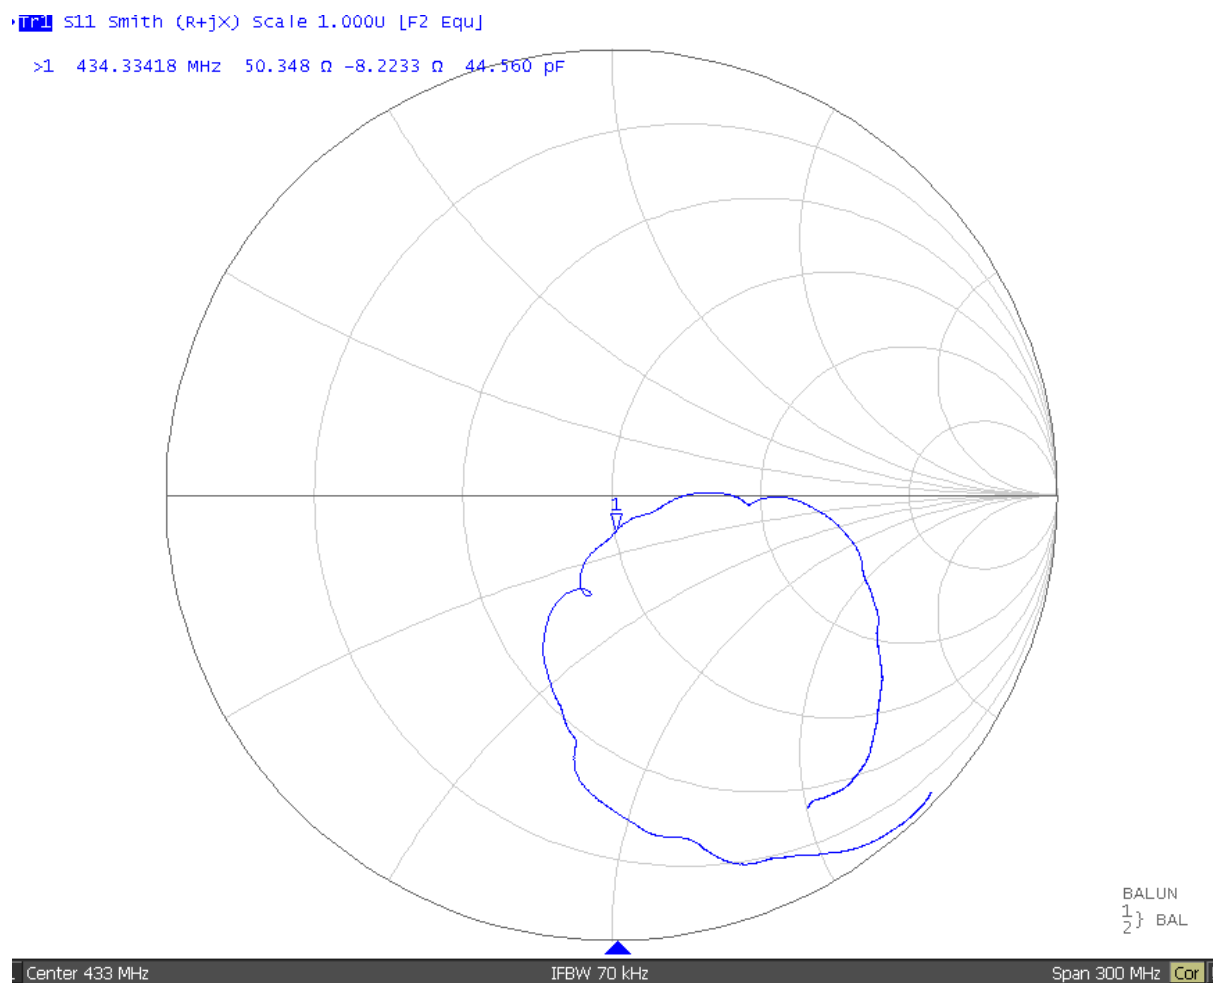 Tr1 S11 Smith (R+jX) Scale 1.000U [F2 Equ]
>1 434.33418 MHz 50.348 Ω -8.2233 Ω 44.560 pF
1
BALUN
1
2} BAL
Center 433 MHz IFBW 70 kHz Span 300 MHz Cor